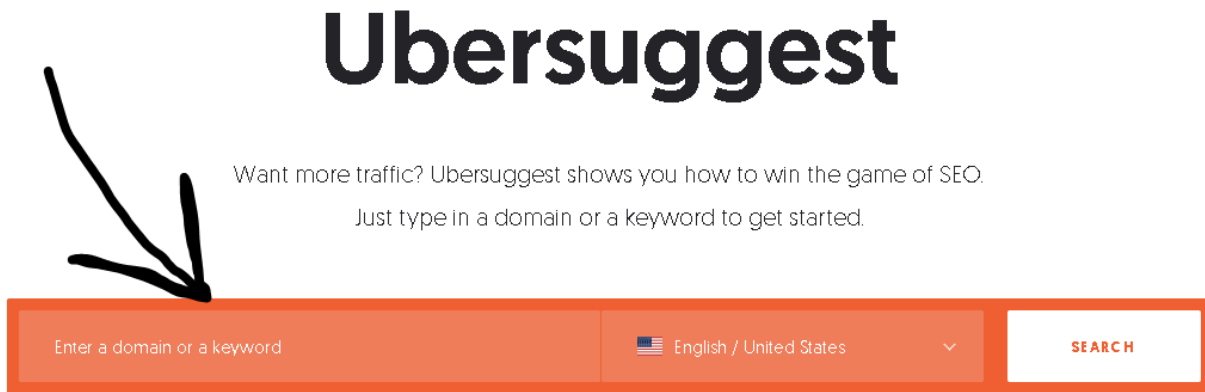 Ubersuggest
Want more traffic? Ubersuggest shows you how to win the game of SEO.
Just type in a domain or a keyword to get started.
Enter a domain or a keyword
English / United States
SEARCH